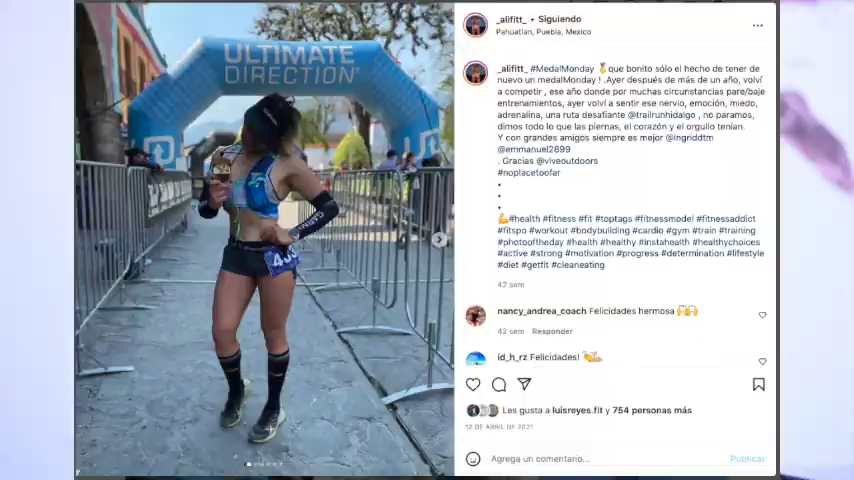 ULTIMATE
DIRECTION
GARMIN
_alifitt_ • Siguiendo
Pahuatlan, Puebla, Mexico
_alifitt_ #MedalMonday 🏅que bonito sólo el hecho de tener de
nuevo un medalMonday ! .Ayer después de más de un año, volví
a competir , ese año donde por muchas circunstancias pare/baje
entrenamientos, ayer volví a sentir ese nervio, emoción, miedo,
adrenalina, una ruta desafiante @trailrunhidalgo , no paramos,
dimos todo lo que las piernas, el corazón y el orgullo tenían.
Y con grandes amigos siempre es mejor @ingriddtm
@emmanuel2899
. Gracias @viveoutdoors
#noplacetoofar
•
•
•
💪#health #fitness #fit #toptags #fitnessmodel #fitnessaddict
#fitspo #workout #bodybuilding #cardio #gym #train #training
#photooftheday #health #healthy #instahealth #healthychoices
#active #strong #motivation #progress #determination #lifestyle
#diet #getfit #cleaneating
42 sem
nancy_andrea_coach Felicidades hermosa 🙌🙌
42 sem Responder
id_h_rz Felicidades! 👏💪
Les gusta a luisreyes.fit y 754 personas más
12 DE ABRIL DE 2021
Agrega un comentario...
Publicar